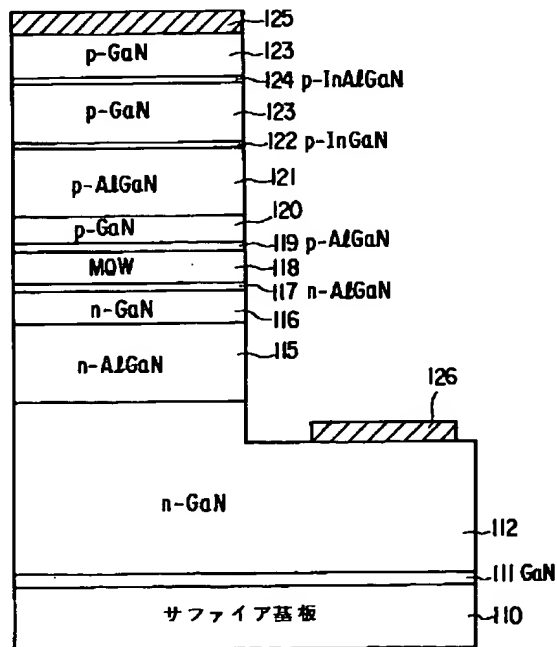 125
p-GaN 123
124 p-InAlGaN
p-GaN 123
122 p-InGaN
p-AlGaN 121
120
p-GaN
119 p-AlGaN
MQW 118
117 n-AlGaN
n-GaN 116
115
n-AlGaN
126
n-GaN
112
111 GaN
サファイア基板 110